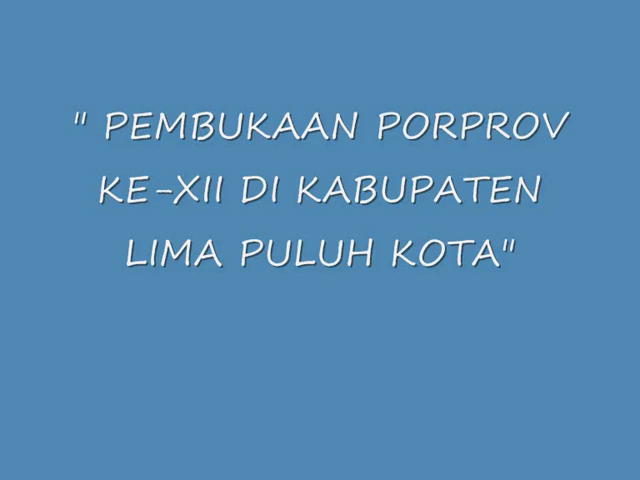 " PEMBUKAAN PORPROV
KE-XII DI KABUPATEN
LIMA PULUH KOTA"